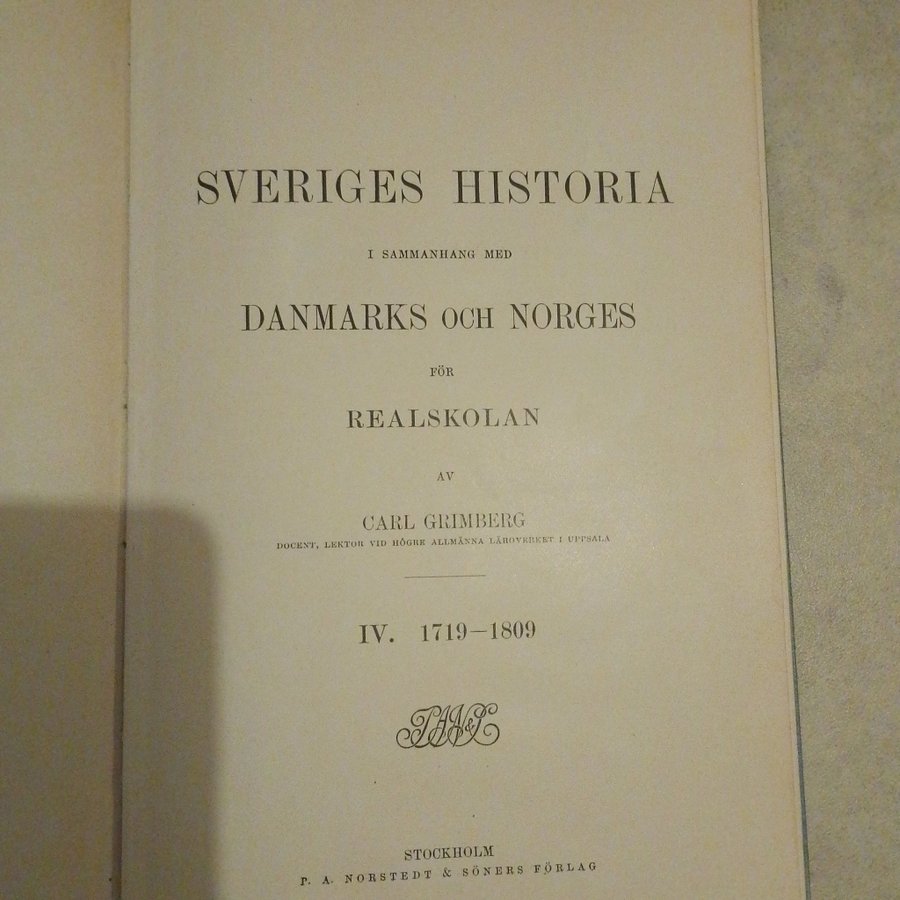 SVERIGES HISTORIA
I SAMMANHANG MED
DANMARKS OCH NORGES
FÖR
REALSKOLAN
AV
CARL GRIMBERG
DOCENT, LEKTOR VID HÖGRE ALLMÄNNA LÄROVERKET I UPPSALA
IV. 1719–1809
STOCKHOLM
P. A. NORSTEDT & SÖNERS FÖRLAG